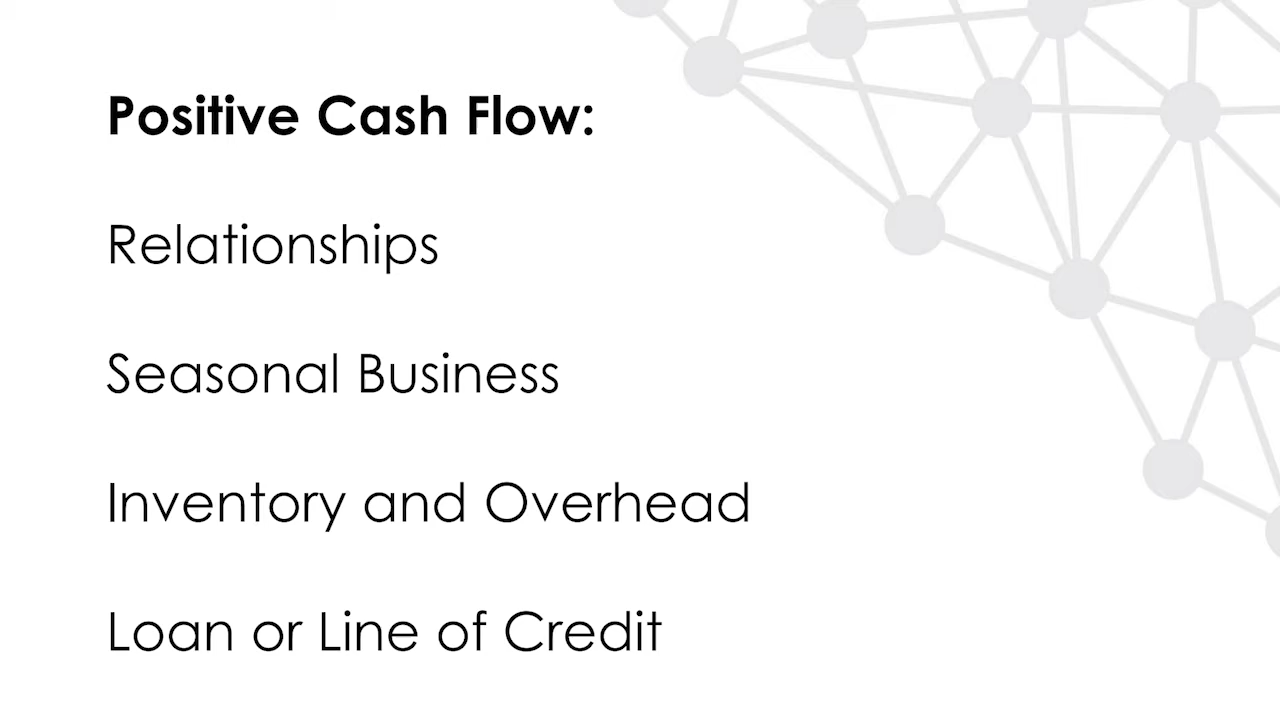 Positive Cash Flow:
Relationships
Seasonal Business
Inventory and Overhead
Loan or Line of Credit